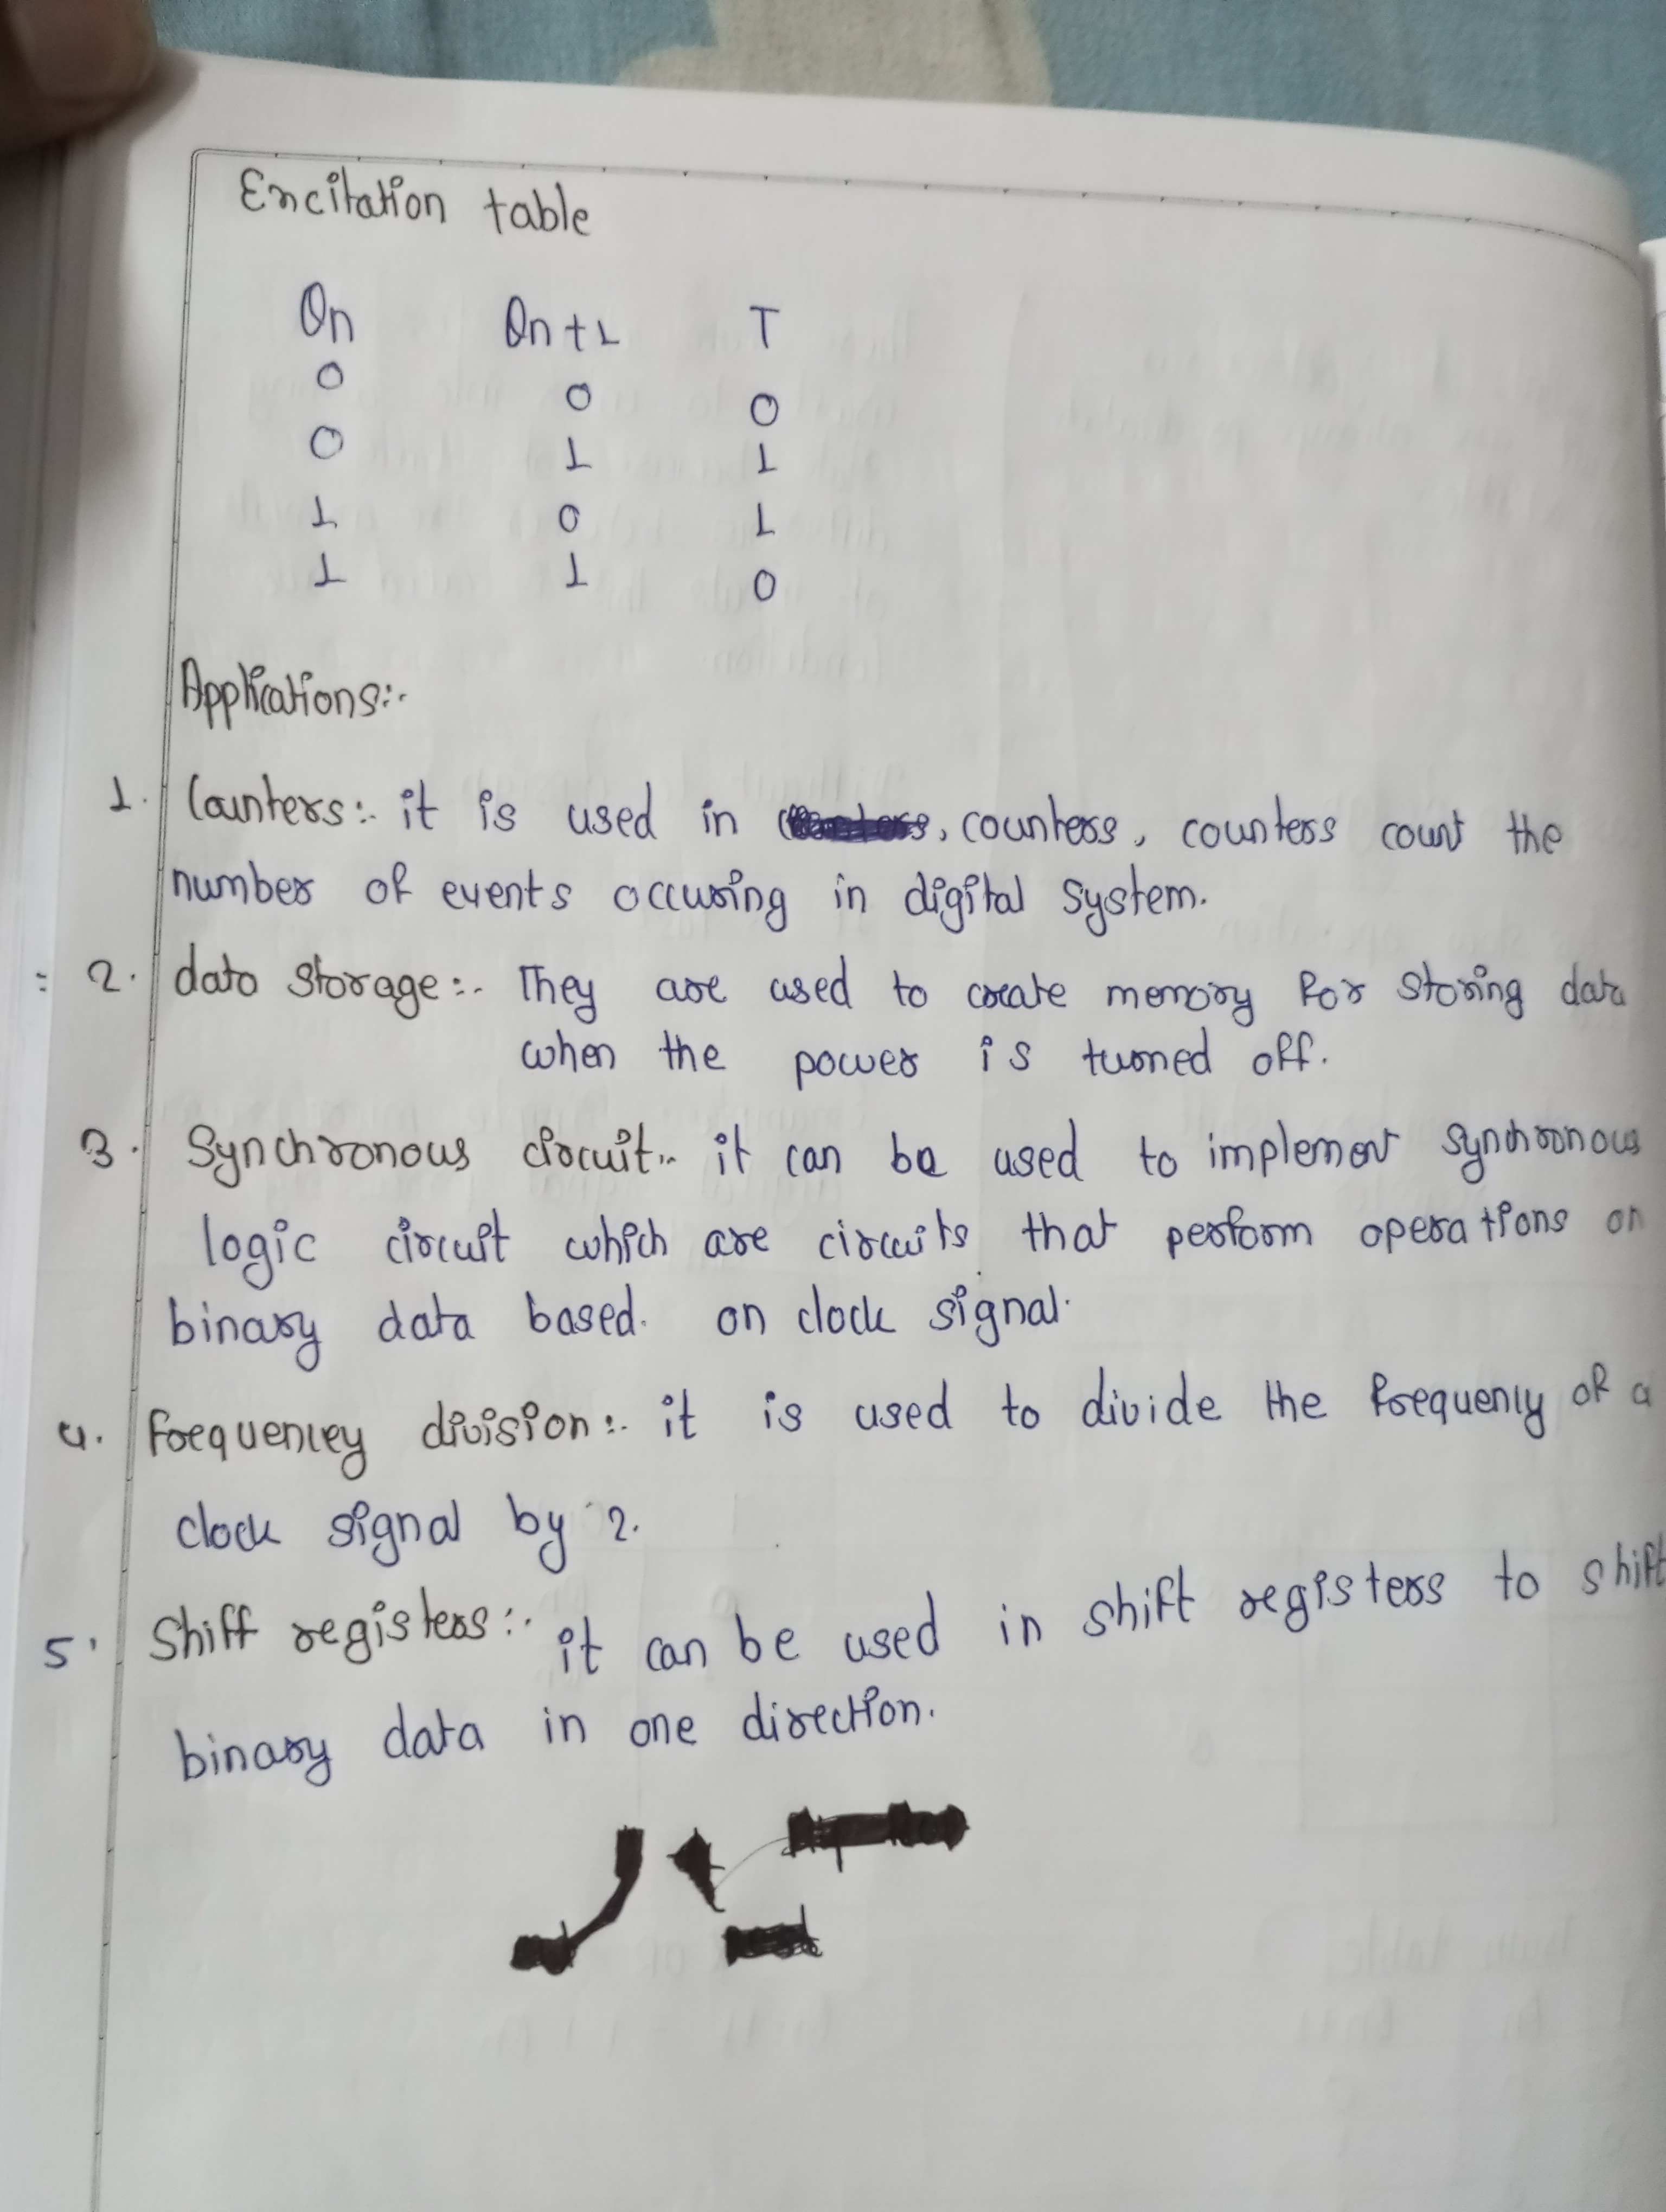 Excitation table
Qn Qn+1 T
0 0 0
0 1 1
1 0 1
1 1 0
Applications:-
1. Counters:- it is used in , counters, counters count the
number of events occuring in digital system.
= 2. data storage:- They are used to create memory for storing data
when the power is turned off.
3. Synchronous circuit:- it can be used to implement synchronous
logic circuit which are circuits that perform operations on
binary data based. on clock signal.
4. Frequencey division:- it is used to divide the frequency of a
clock signal by 2.
5. Shiff registers:- it can be used in shift registers to shift
binary data in one direction.